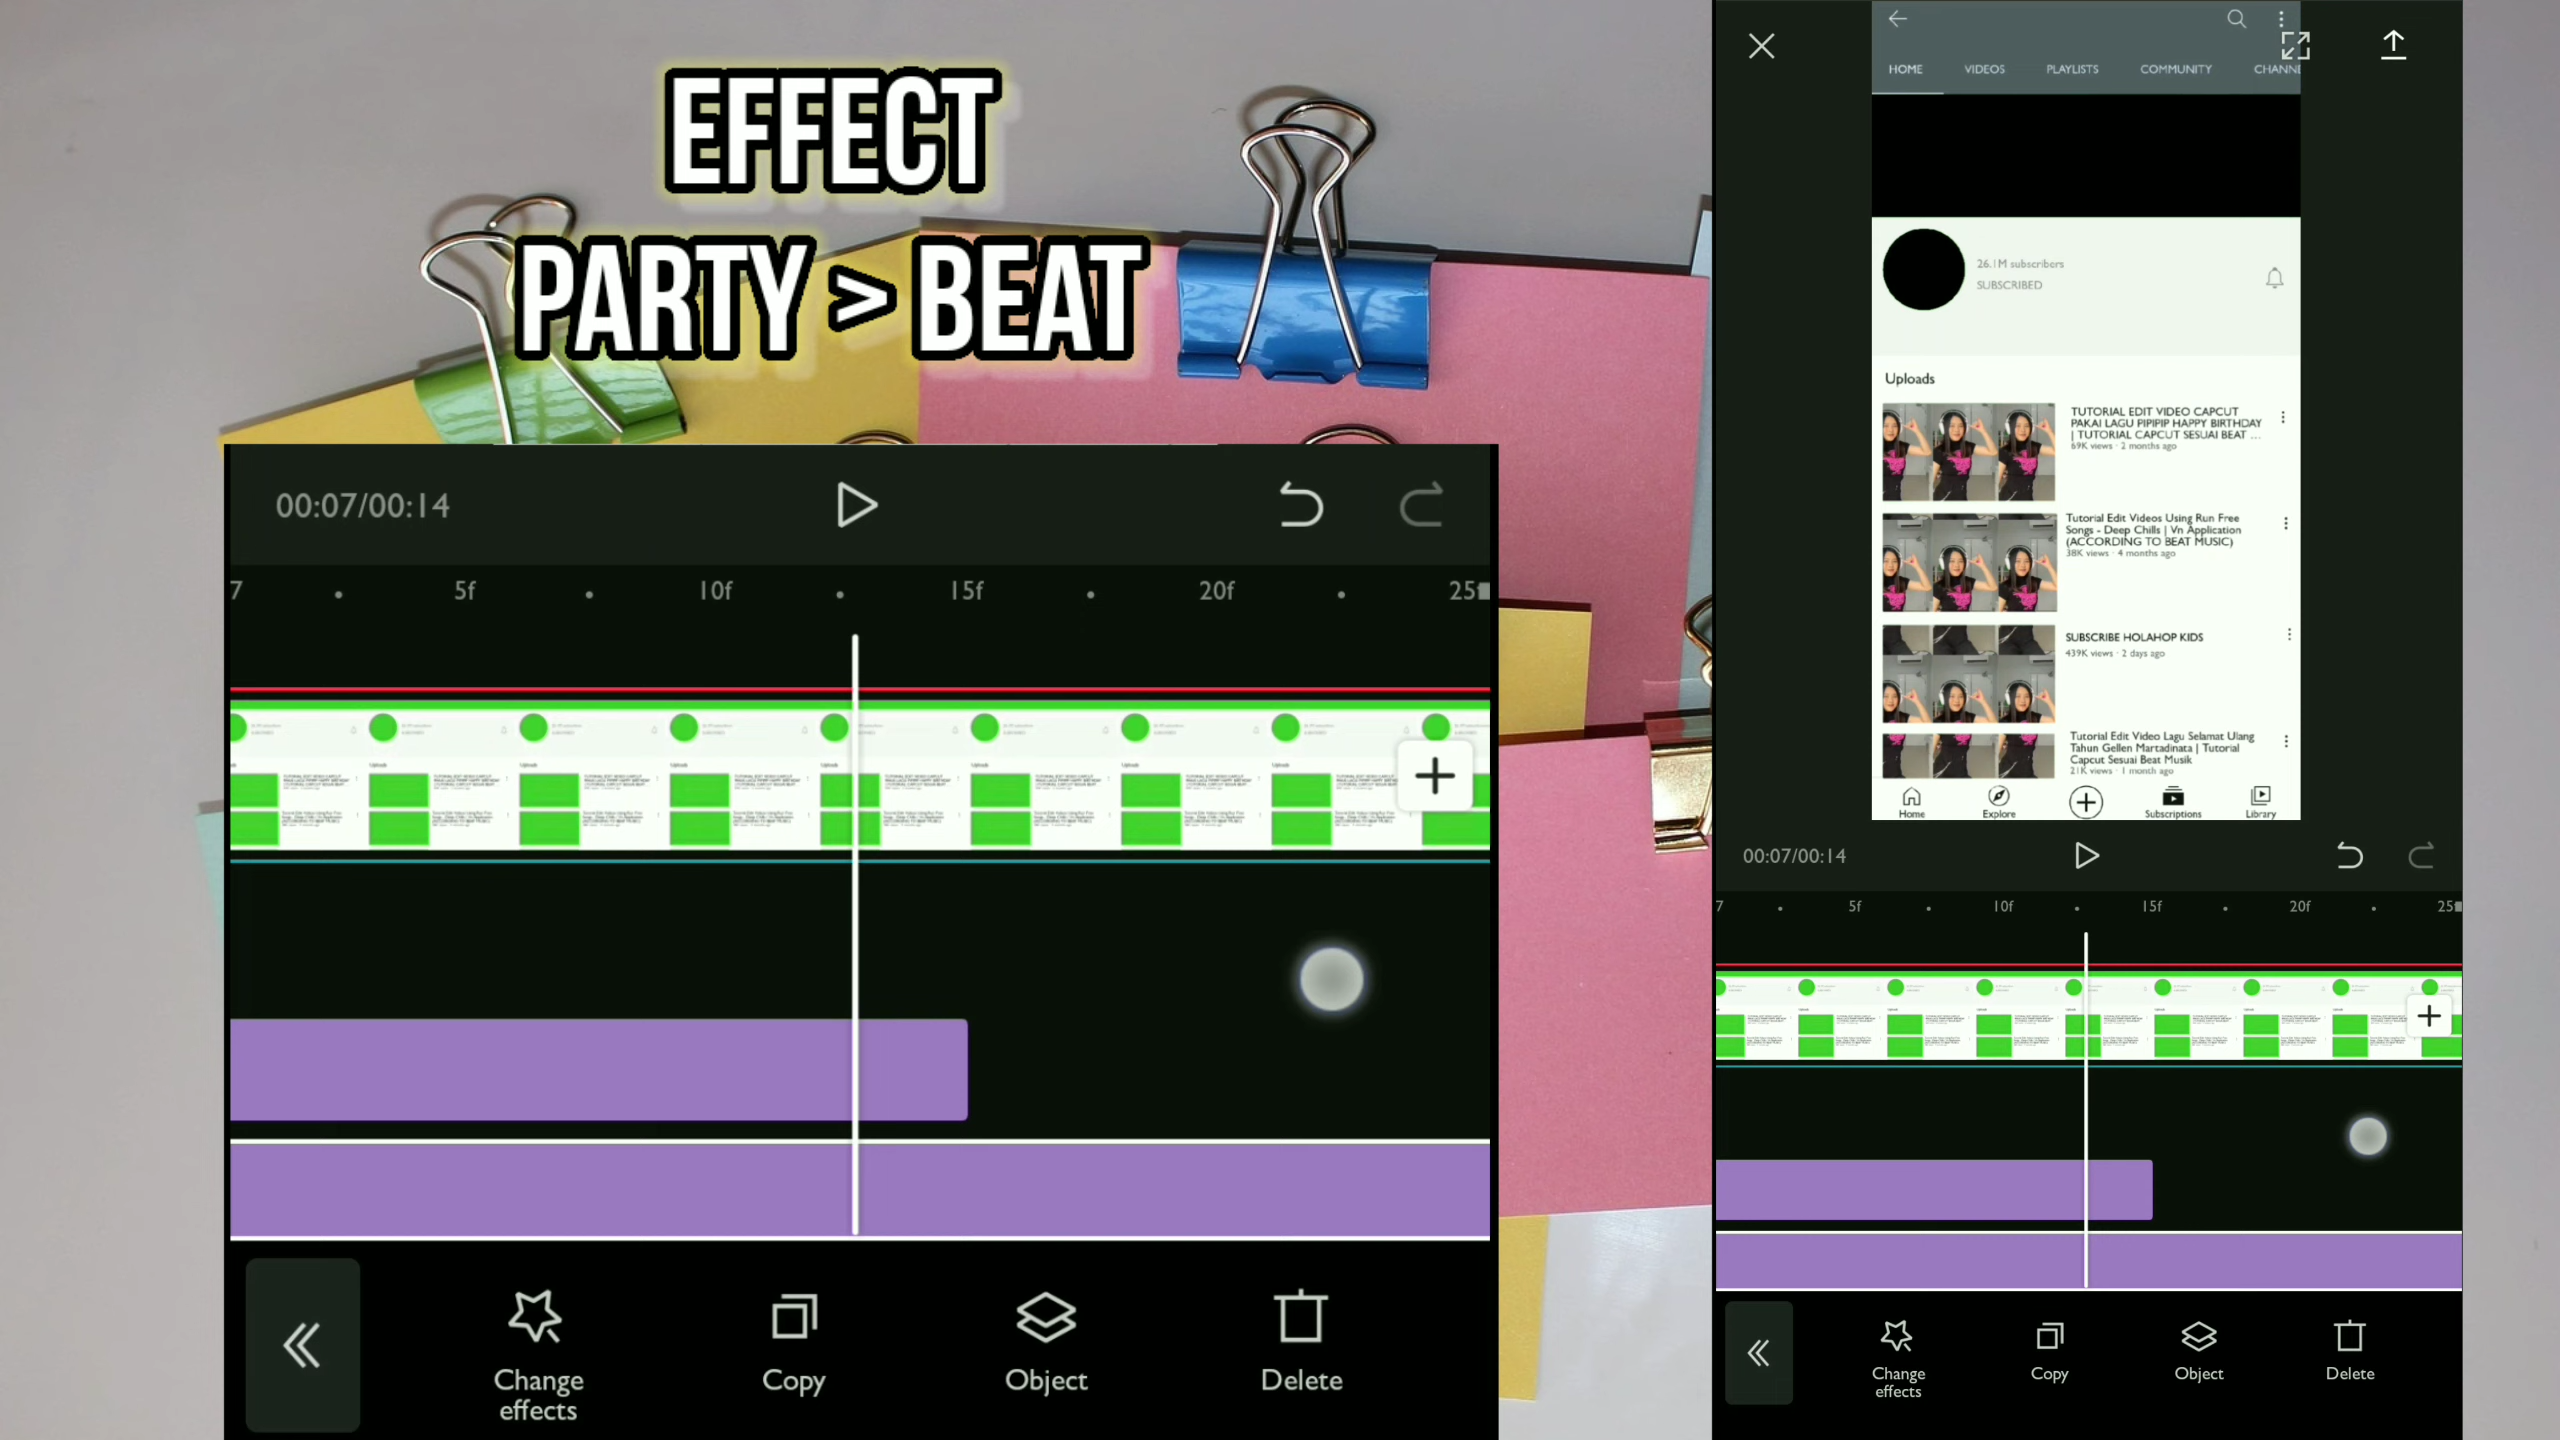 EFFECT
PARTY > BEAT
00:07/00:14
7 5f 10f 15f 20f 25f
Change
effects
Copy
Object
Delete
HOME VIDEOS PLAYLISTS COMMUNITY CHANNE
26.1M subscribers
SUBSCRIBED
Uploads
TUTORIAL EDIT VIDEO CAPCUT
PAKAI LAGU PIPIPIP HAPPY BIRTHDAY
| TUTORIAL CAPCUT SESUAI BEAT ...
69K views · 2 months ago
Tutorial Edit Videos Using Run Free
Songs - Deep Chills | Vn Application
(ACCORDING TO BEAT MUSIC)
38K views · 4 months ago
SUBSCRIBE HOLAHOP KIDS
439K views · 2 days ago
Tutorial Edit Video Lagu Selamat Ulang
Tahun Gellen Martadinata | Tutorial
Capcut Sesuai Beat Musik
21K views · 1 month ago
Home
Explore
Subscriptions
Library
00:07/00:14
7 5f 10f 15f 20f 25
Change
effects
Copy
Object
Delete